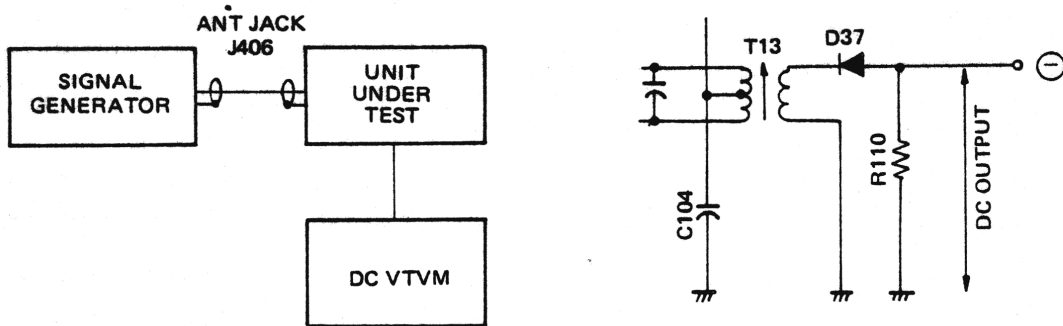 ANT JACK
J406
SIGNAL
GENERATOR
UNIT
UNDER
TEST
DC VTVM
T13
D37
C104
R110
DC OUTPUT